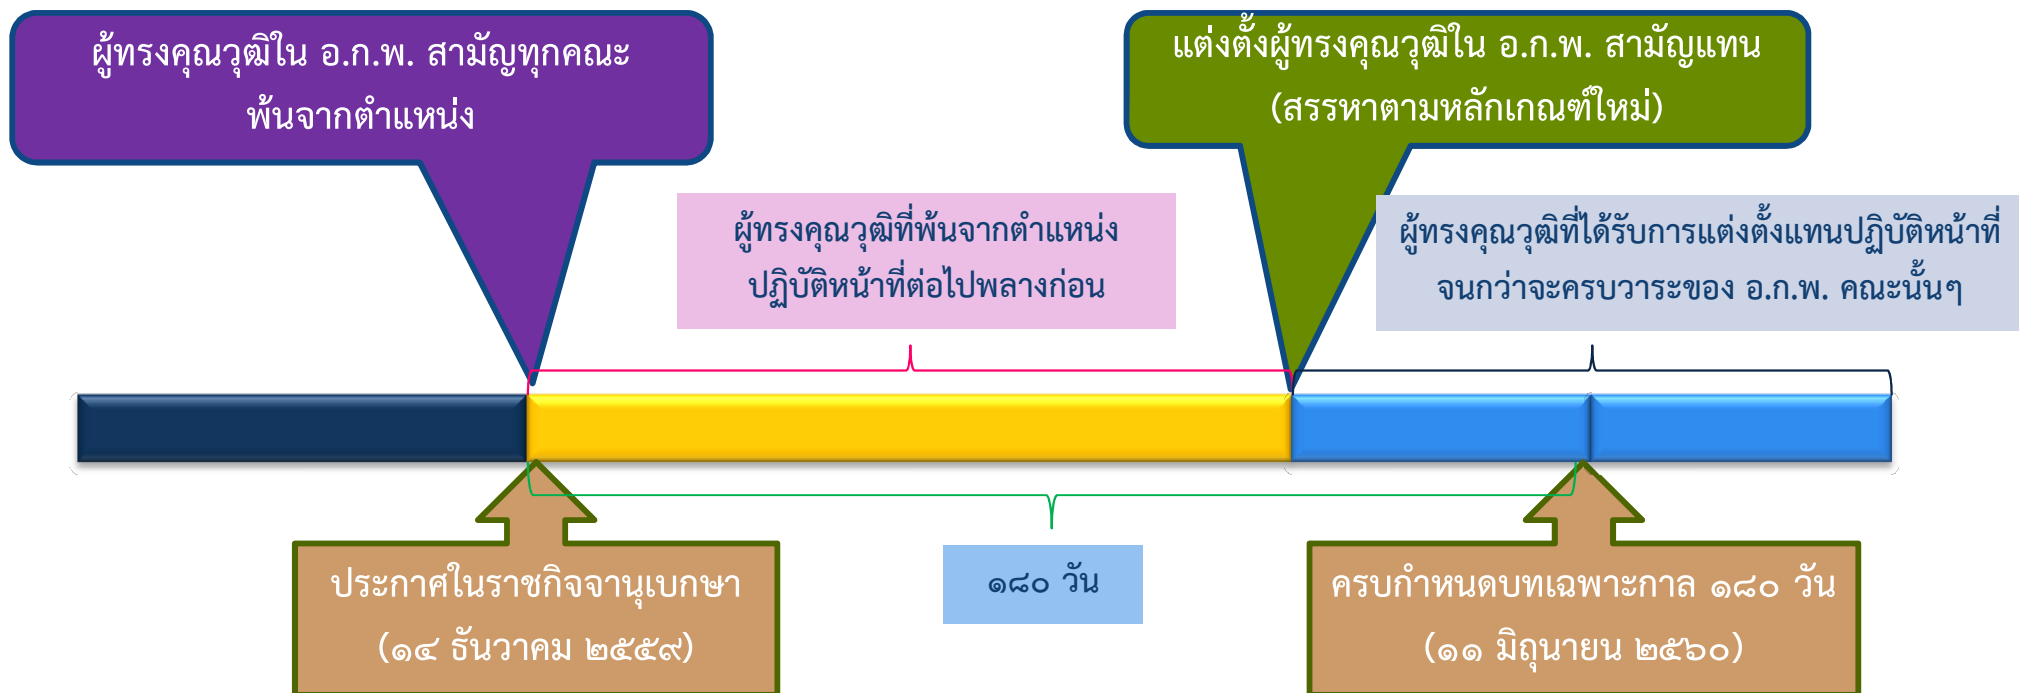 ผู้ทรงคุณวุฒิใน อ.ก.พ. สามัญทุกคณะ
พ้นจากตำแหน่ง
แต่งตั้งผู้ทรงคุณวุฒิใน อ.ก.พ. สามัญแทน
(สรรหาตามหลักเกณฑ์ใหม่)
ผู้ทรงคุณวุฒิที่พ้นจากตำแหน่ง
ปฏิบัติหน้าที่ต่อไปพลางก่อน
ผู้ทรงคุณวุฒิที่ได้รับการแต่งตั้งแทนปฏิบัติหน้าที่
จนกว่าจะครบวาระของ อ.ก.พ. คณะนั้นๆ
ประกาศในราชกิจจานุเบกษา
(๑๔ ธันวาคม ๒๕๕๙)
๑๘๐ วัน
ครบกำหนดบทเฉพาะกาล ๑๘๐ วัน
(๑๑ มิถุนายน ๒๕๖๐)